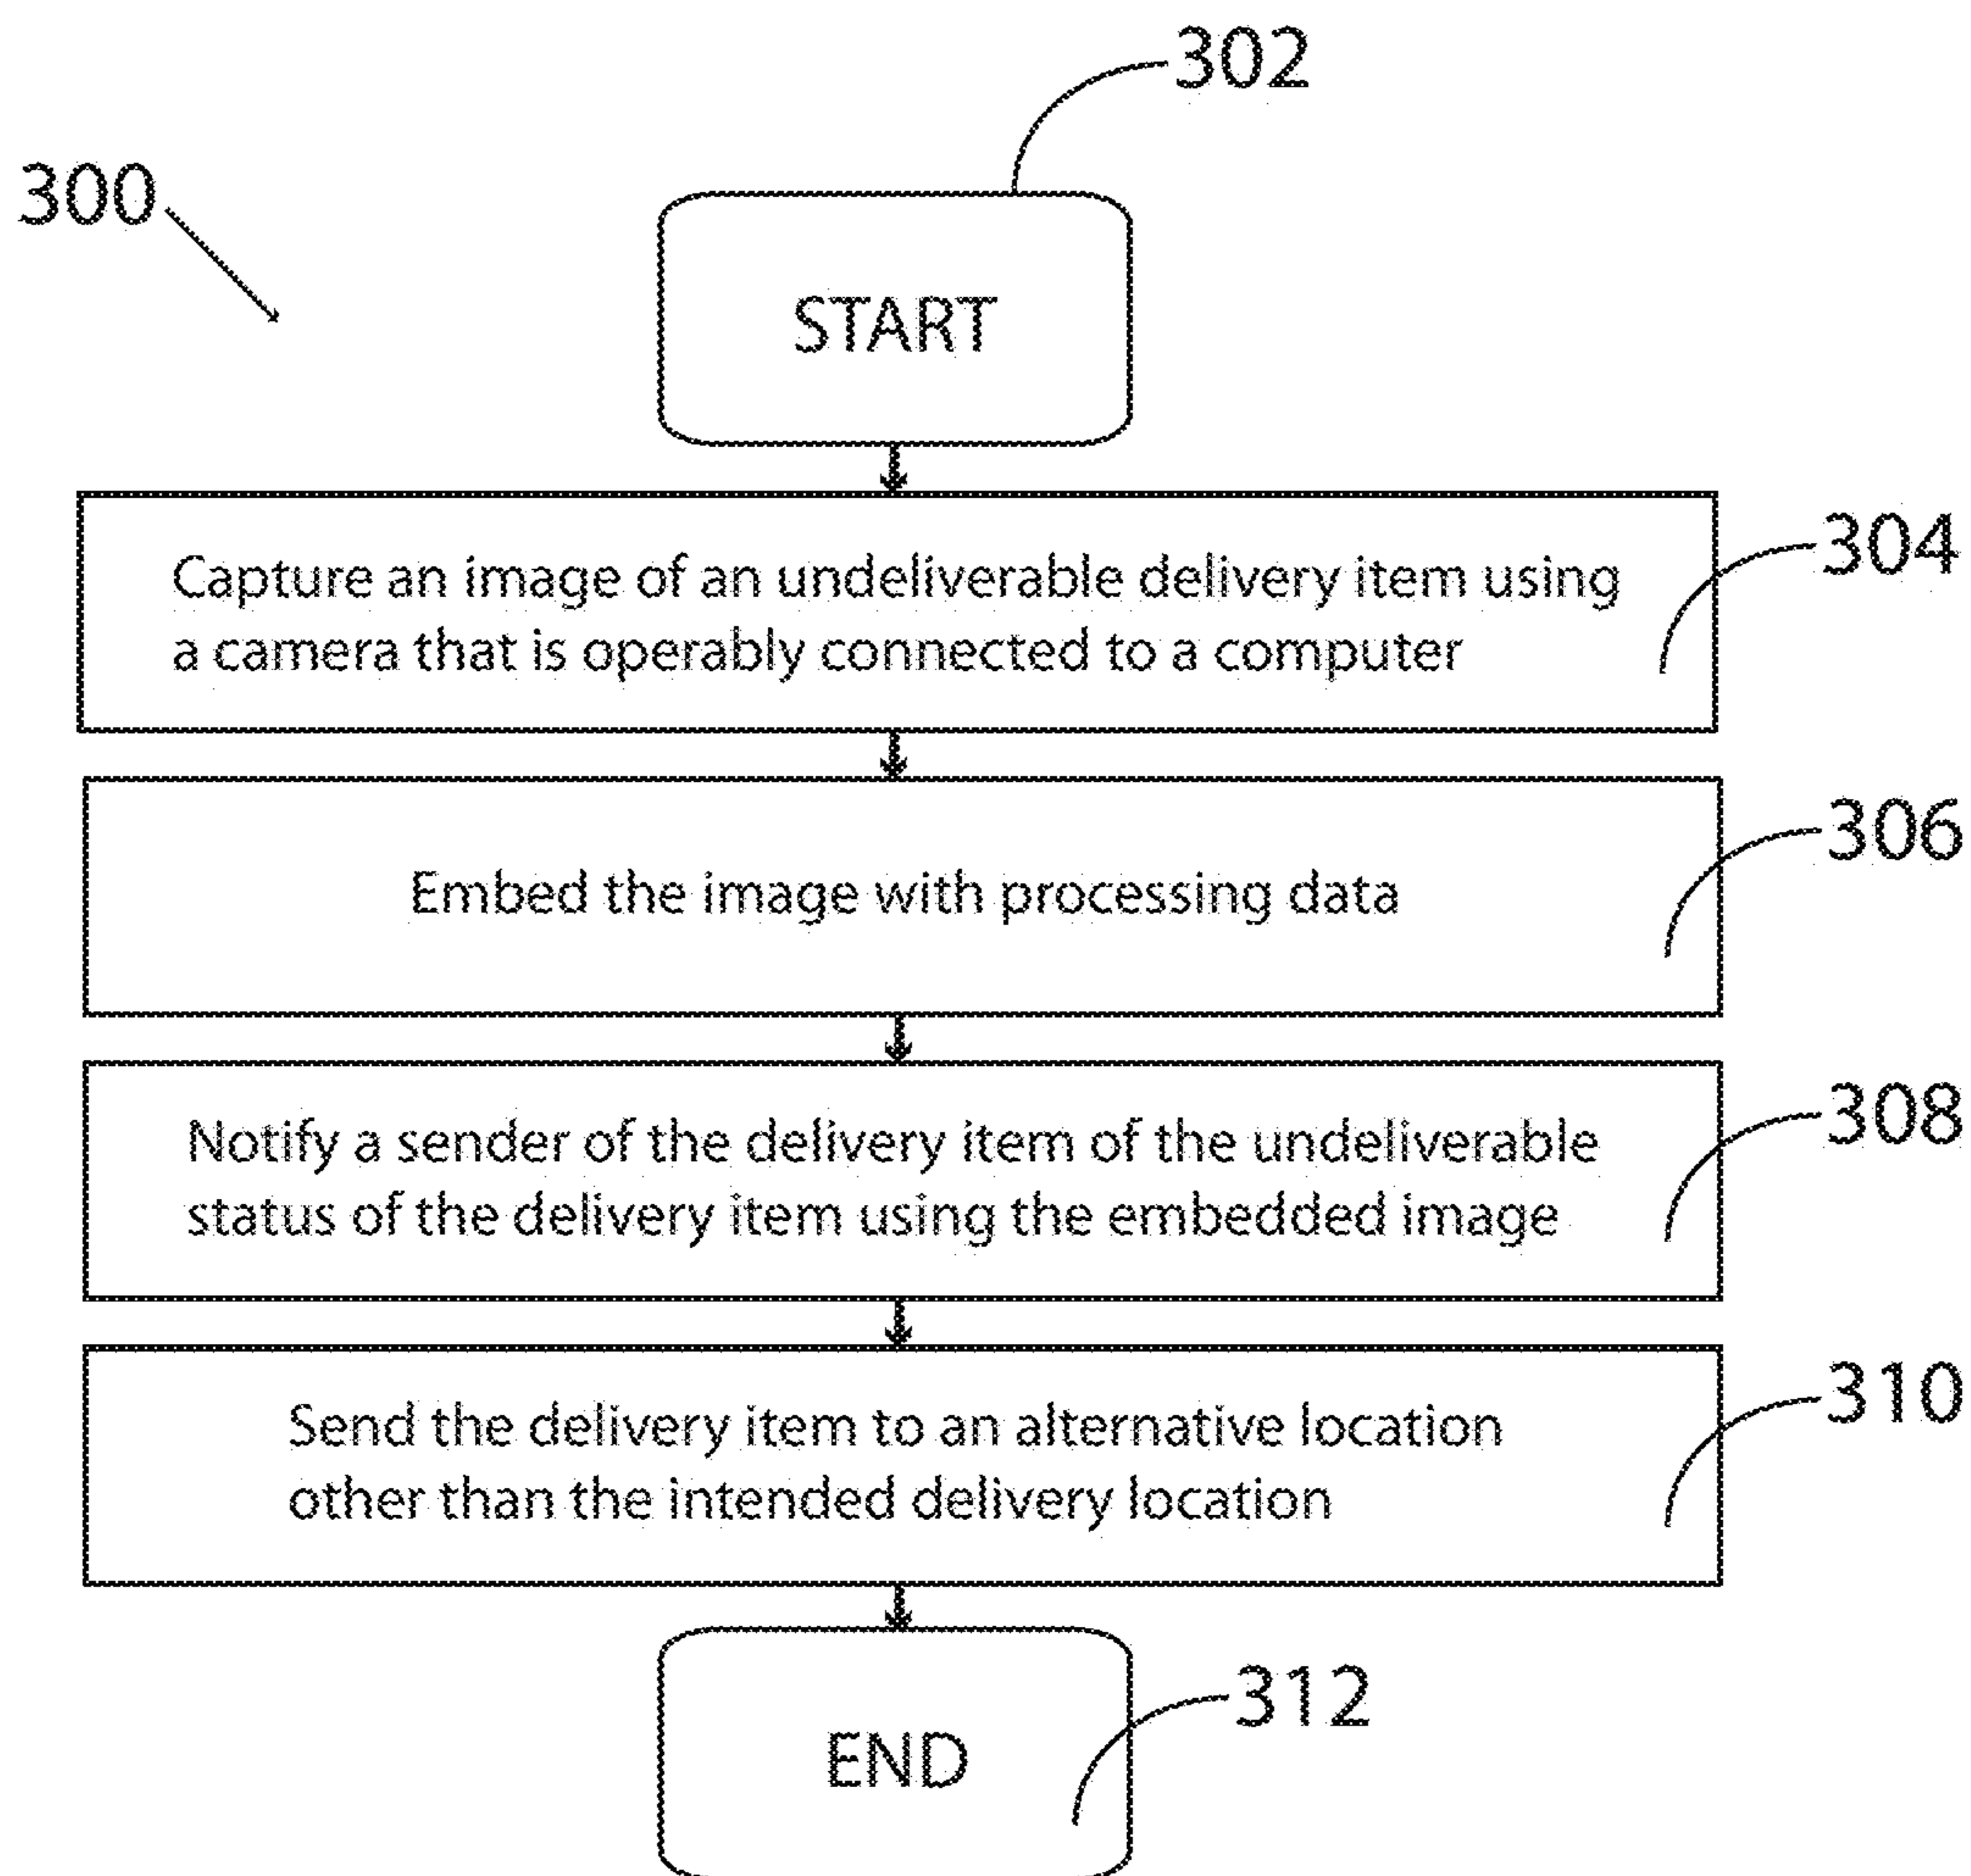 302
300
START
Capture an image of an undeliverable delivery item using
a camera that is operably connected to a computer
304
Embed the image with processing data
306
Notify a sender of the delivery item of the undeliverable
status of the delivery item using the embedded image
308
Send the delivery item to an alternative location
other than the intended delivery location
310
END
312